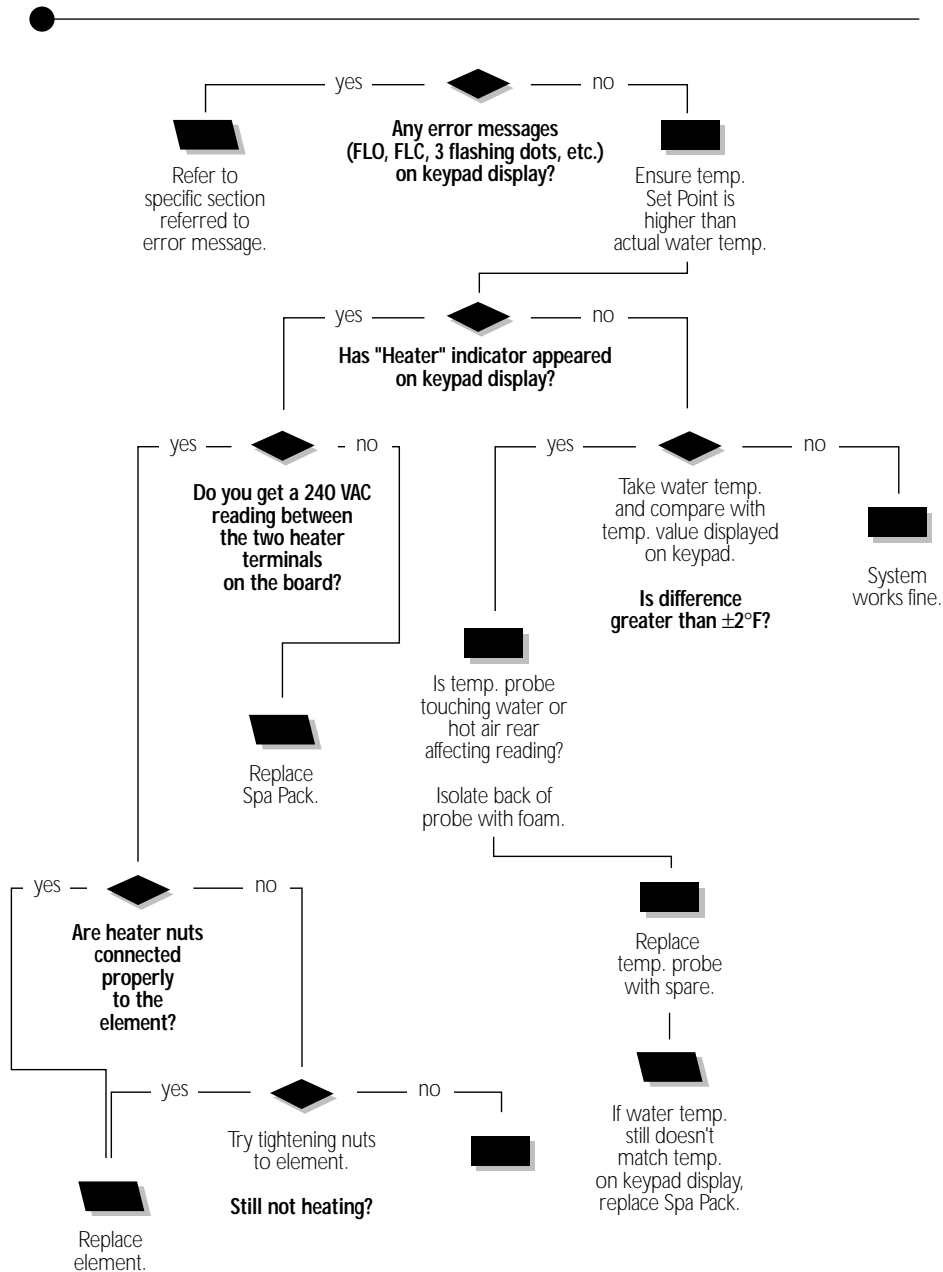 yes
no
Any error messages
(FLO, FLC, 3 flashing dots, etc.)
on keypad display?
Refer to
specific section
referred to
error message.
Ensure temp.
Set Point is
higher than
actual water temp.
yes
no
Has "Heater" indicator appeared
on keypad display?
yes
no
Do you get a 240 VAC
reading between
the two heater
terminals
on the board?
yes
no
Take water temp.
and compare with
temp. value displayed
on keypad.
Is difference
greater than ±2°F?
System
works fine.
Is temp. probe
touching water or
hot air rear
affecting reading?
Isolate back of
probe with foam.
Replace
Spa Pack.
yes
no
Are heater nuts
connected
properly
to the
element?
Replace
temp. probe
with spare.
yes
no
Try tightening nuts
to element.
Still not heating?
If water temp.
still doesn't
match temp.
on keypad display,
replace Spa Pack.
Replace
element.